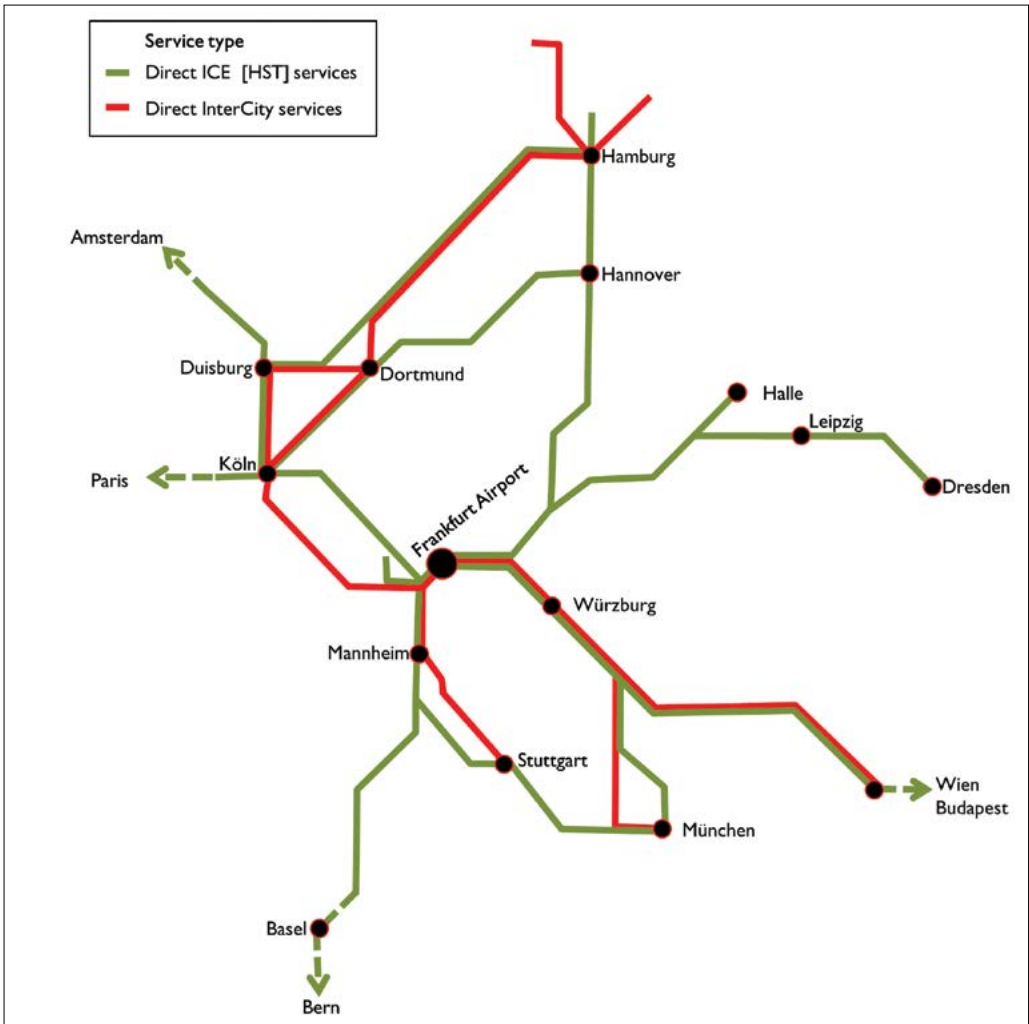 Service type
Direct ICE [HST] services
Direct InterCity services
Hamburg
Amsterdam
Hannover
Duisburg
Dortmund
Halle
Leipzig
Köln
Paris
Dresden
Frankfurt Airport
Würzburg
Mannheim
Stuttgart
Wien
Budapest
München
Basel
Bern